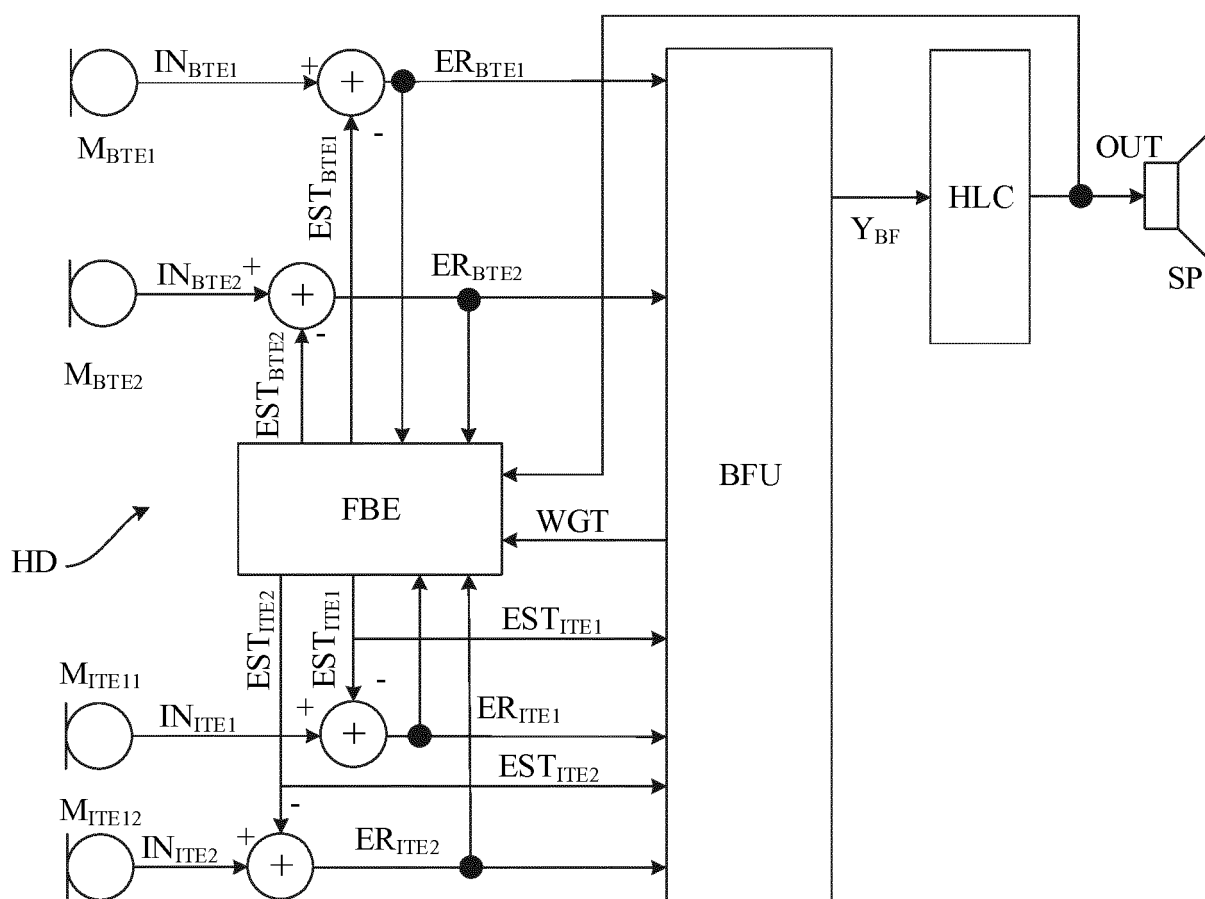 IN_BTE1
+
+
ER_BTE1
M_BTE1
-
EST_BTE1
OUT
HLC
Y_BF
SP
IN_BTE2
+
+
ER_BTE2
M_BTE2
-
EST_BTE2
BFU
FBE
WGT
HD
EST_ITE2
EST_ITE1
EST_ITE1
M_ITE11
IN_ITE1
+
-
+
ER_ITE1
EST_ITE2
M_ITE12
IN_ITE2
+
-
+
ER_ITE2